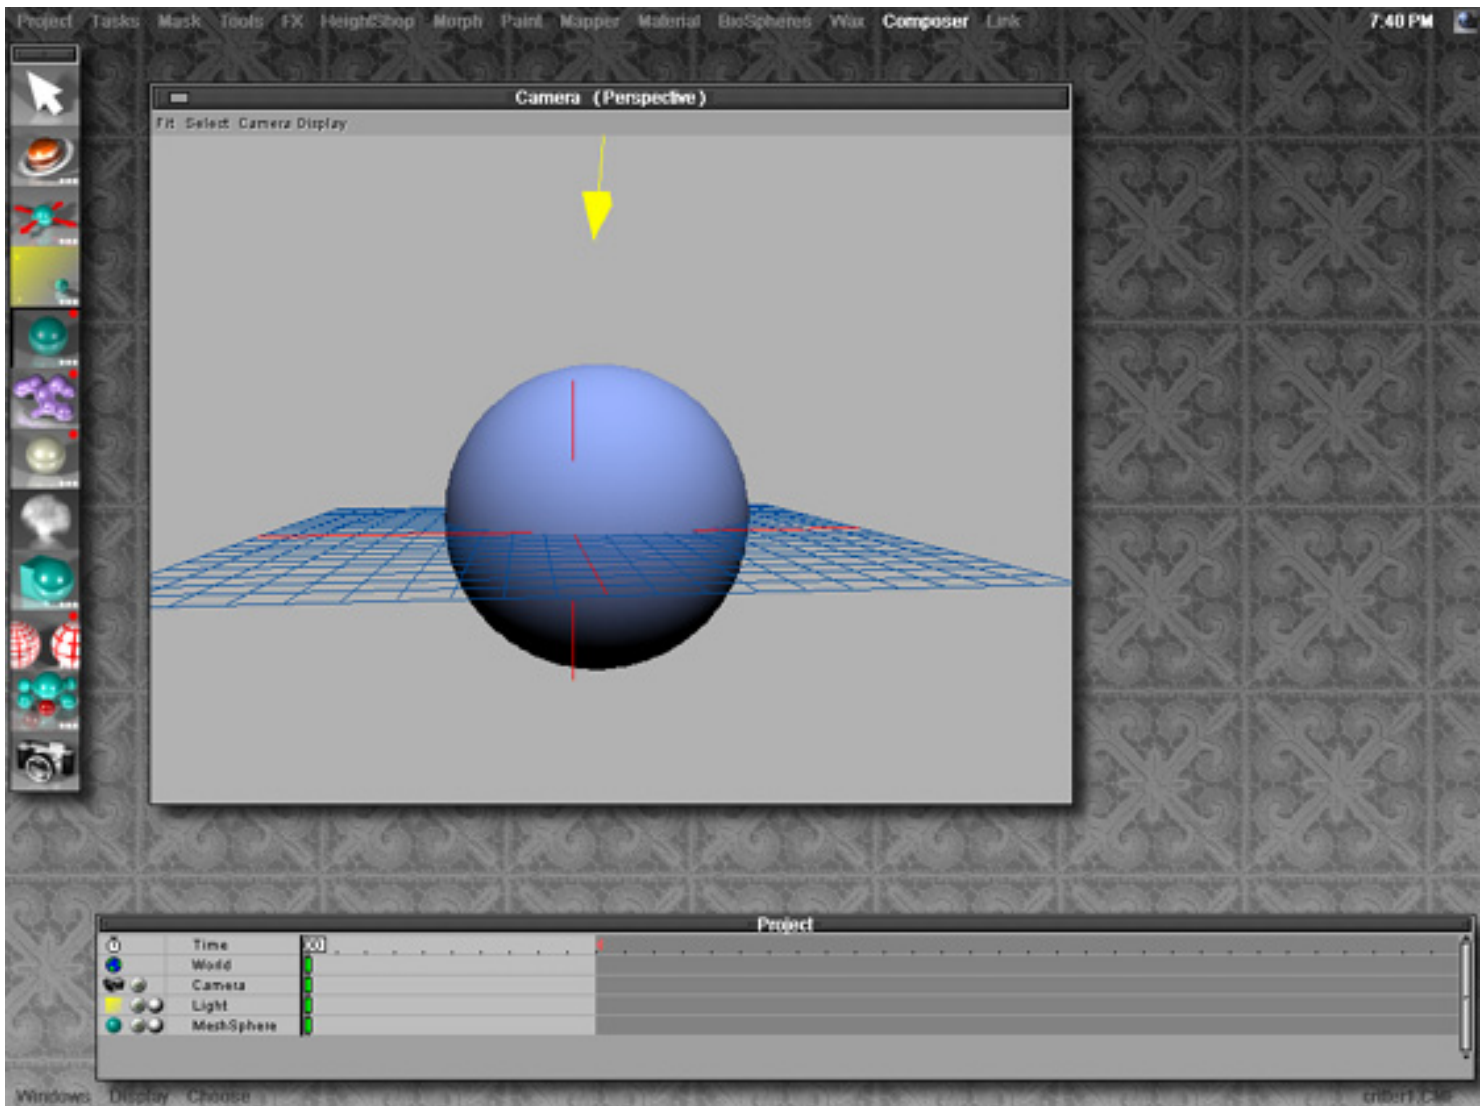 Project Tasks Mask Tools FX HeightShop Morph Paint Mapper Material BioSpheres Wax Composer Link 7:40 PM
Camera (Perspective)
Fit Select Camera Display
Project
Time
World
Camera
Light
MeshSphere
Windows Display Choose